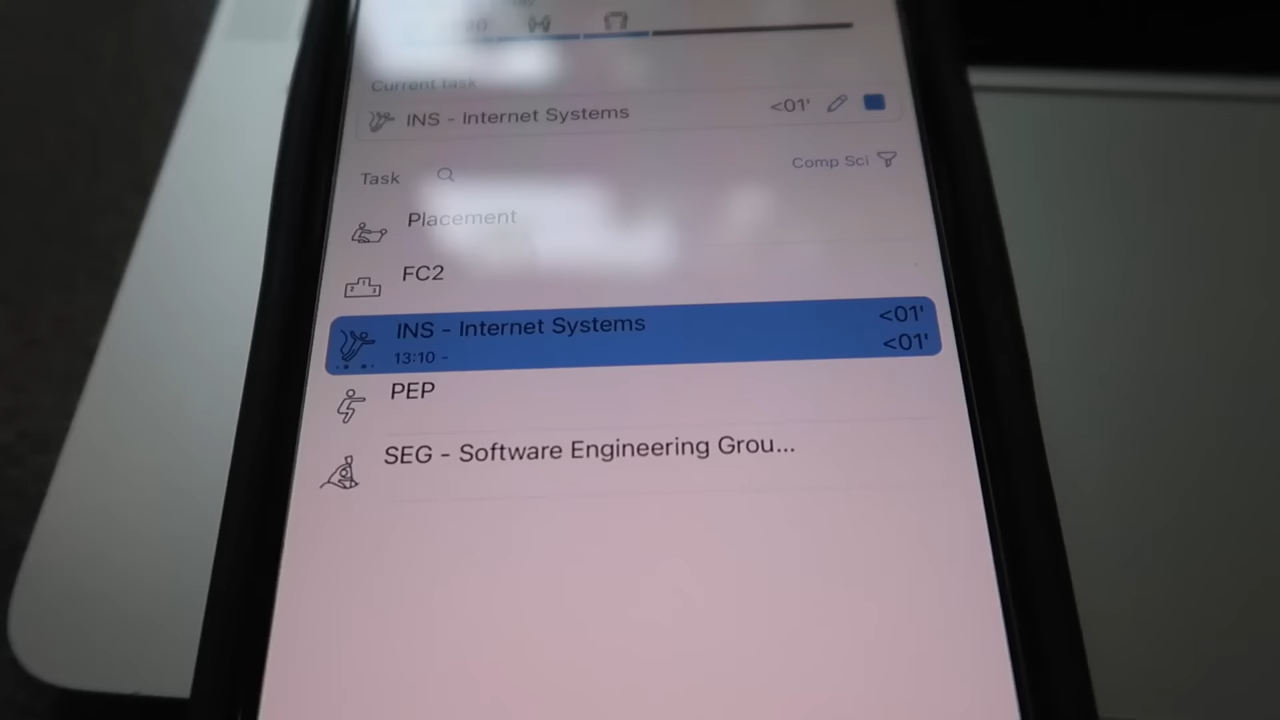 Current task
INS - Internet Systems <01'
Task Comp Sci
Placement
FC2
INS - Internet Systems <01'
13:10 - <01'
PEP
SEG - Software Engineering Grou...